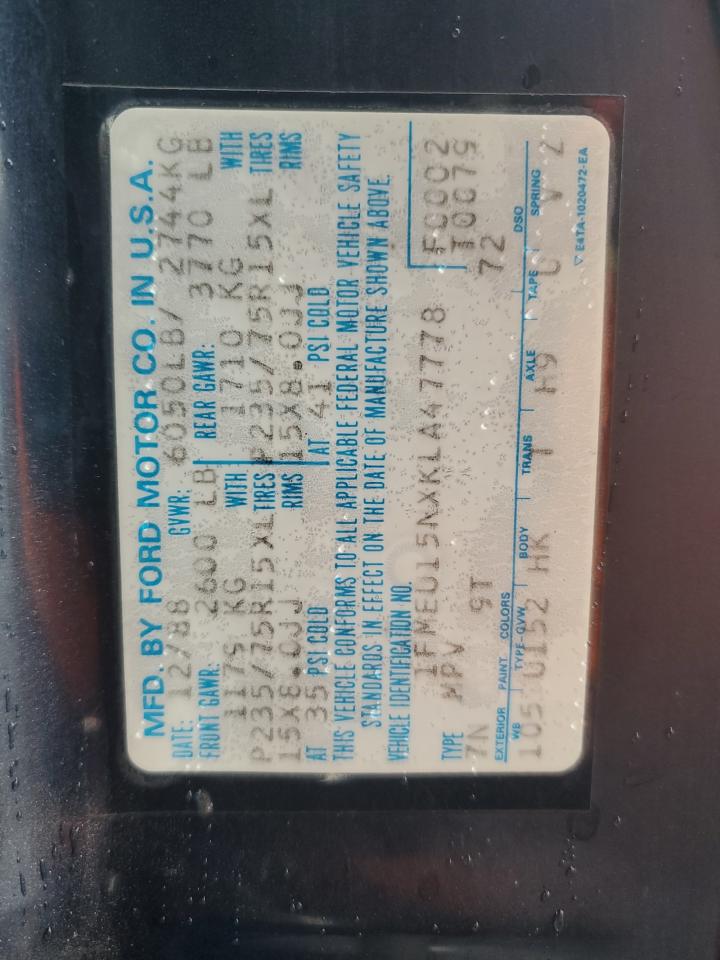 MFD. BY FORD MOTOR CO. IN U.S.A.
DATE: 12/88 GVWR: 6050LB/ 2744KG
FRONT GAWR: 2600 LB REAR GAWR: 3770 LB
1179 KG WITH 1710 KG WITH
P235/75R15XL TIRES P235/75R15XL TIRES
15X8.0JJ RIMS 15X8.0JJ RIMS
AT 35 PSI COLD AT 41 PSI COLD
THIS VEHICLE CONFORMS TO ALL APPLICABLE FEDERAL MOTOR VEHICLE SAFETY
STANDARDS IN EFFECT ON THE DATE OF MANUFACTURE SHOWN ABOVE.
VEHICLE IDENTIFICATION NO.
1FMEU15NXKLA47778 F0002
TYPE MPV T0079
7N 9T 72
EXTERIOR PAINT COLORS DSO
WB TYPE-GVW BODY TRANS AXLE TAPE SPRING
105 U152 HK T H9 V 2
E4TA-1020472-EA